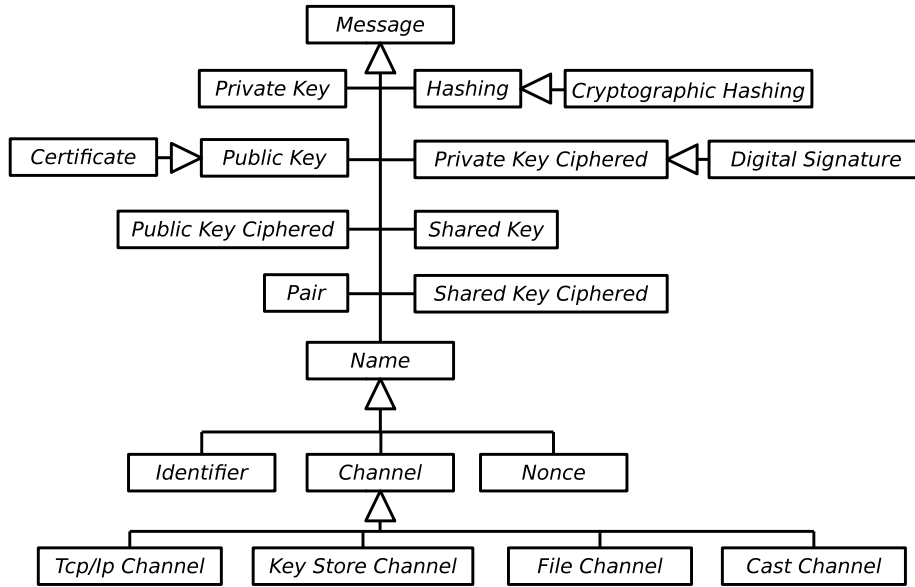 Message
Private Key
Hashing
Cryptographic Hashing
Certificate
Public Key
Private Key Ciphered
Digital Signature
Public Key Ciphered
Shared Key
Pair
Shared Key Ciphered
Name
Identifier
Channel
Nonce
Tcp/Ip Channel
Key Store Channel
File Channel
Cast Channel